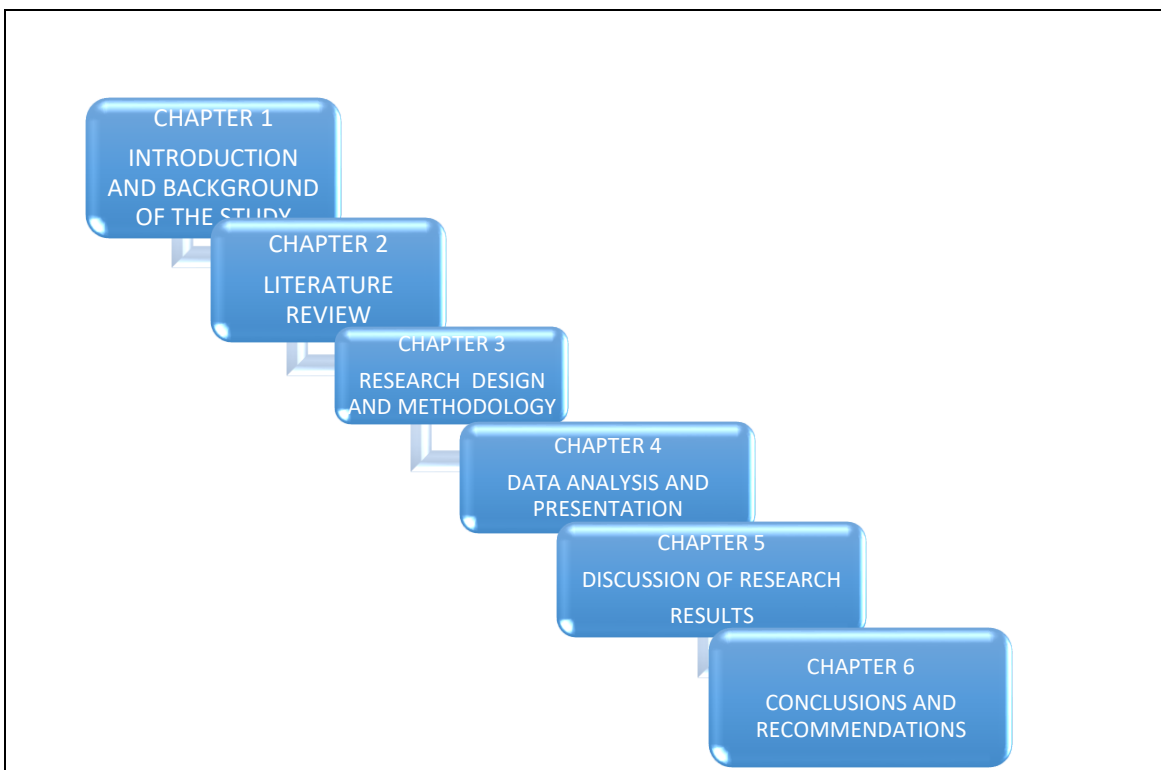 CHAPTER 1
INTRODUCTION
AND BACKGROUND
OF THE STUDY
CHAPTER 2
LITERATURE
REVIEW
CHAPTER 3
RESEARCH  DESIGN
AND METHODOLOGY
CHAPTER 4
DATA ANALYSIS AND
PRESENTATION
CHAPTER 5
DISCUSSION OF RESEARCH
RESULTS
CHAPTER 6
CONCLUSIONS AND
RECOMMENDATIONS